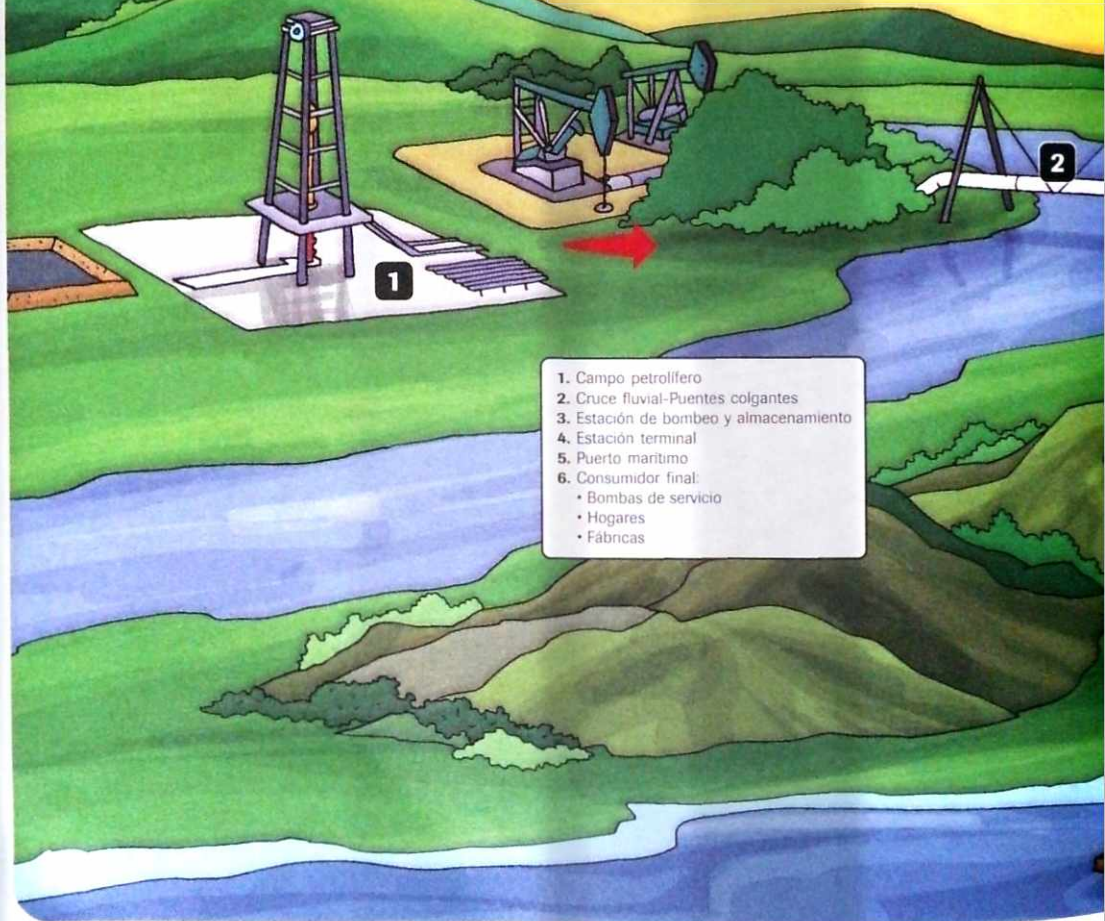 2
1
1. Campo petrolífero
2. Cruce fluvial-Puentes colgantes
3. Estación de bombeo y almacenamiento
4. Estación terminal
5. Puerto marítimo
6. Consumidor final:
• Bombas de servicio
• Hogares
• Fábricas